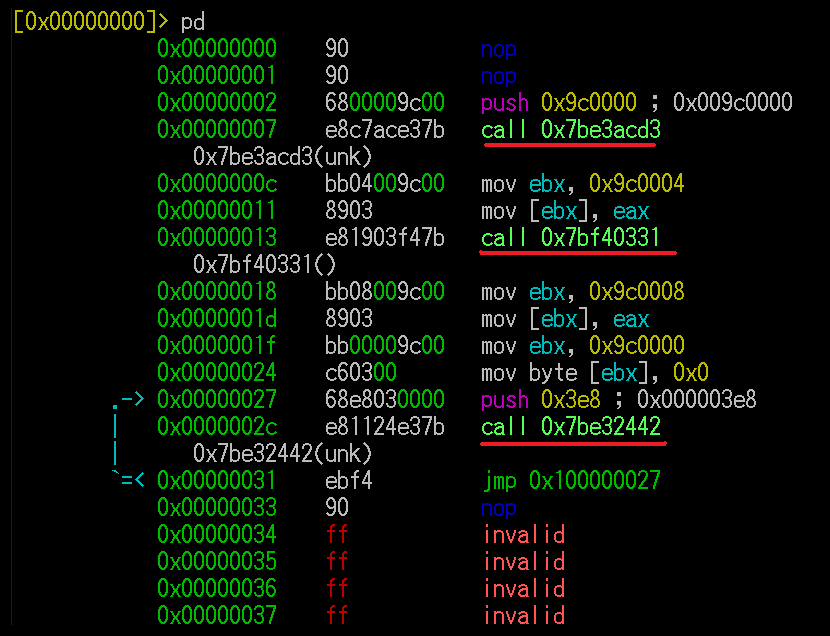 [0x00000000]> pd
0x00000000 90 nop
0x00000001 90 nop
0x00000002 6800009c00 push 0x9c0000 ; 0x009c0000
0x00000007 e8c7ace37b call 0x7be3acd3
0x7be3acd3(unk)
0x0000000c bb04009c00 mov ebx, 0x9c0004
0x00000011 8903 mov [ebx], eax
0x00000013 e81903f47b call 0x7bf40331
0x7bf40331()
0x00000018 bb08009c00 mov ebx, 0x9c0008
0x0000001d 8903 mov [ebx], eax
0x0000001f bb00009c00 mov ebx, 0x9c0000
0x00000024 c60300 mov byte [ebx], 0x0
.-> 0x00000027 68e8030000 push 0x3e8 ; 0x000003e8
| 0x0000002c e81124e37b call 0x7be32442
| 0x7be32442(unk)
`=< 0x00000031 ebf4 jmp 0x100000027
0x00000033 90 nop
0x00000034 ff invalid
0x00000035 ff invalid
0x00000036 ff invalid
0x00000037 ff invalid